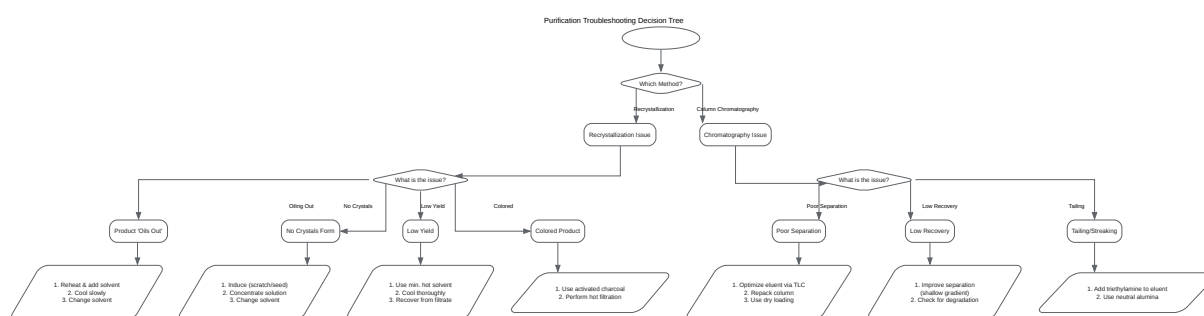 Purification Troubleshooting Decision Tree
Which Method?
Recrystallization
Column Chromatography
Recrystallization Issue
Chromatography Issue
What is the issue?
What is the issue?
Oiling Out
No Crystals
Low Yield
Colored
Poor Separation
Low Recovery
Tailing
Product 'Oils Out'
No Crystals Form
Low Yield
Colored Product
Poor Separation
Low Recovery
Tailing/Streaking
1. Reheat & add solvent
2. Cool slowly
3. Change solvent
1. Induce (scratch/seed)
2. Concentrate solution
3. Change solvent
1. Use min. hot solvent
2. Cool thoroughly
3. Recover from filtrate
1. Use activated charcoal
2. Perform hot filtration
1. Optimize eluent via TLC
2. Repack column
3. Use dry loading
1. Improve separation
(shallow gradient)
2. Check for degradation
1. Add triethylamine to eluent
2. Use neutral alumina